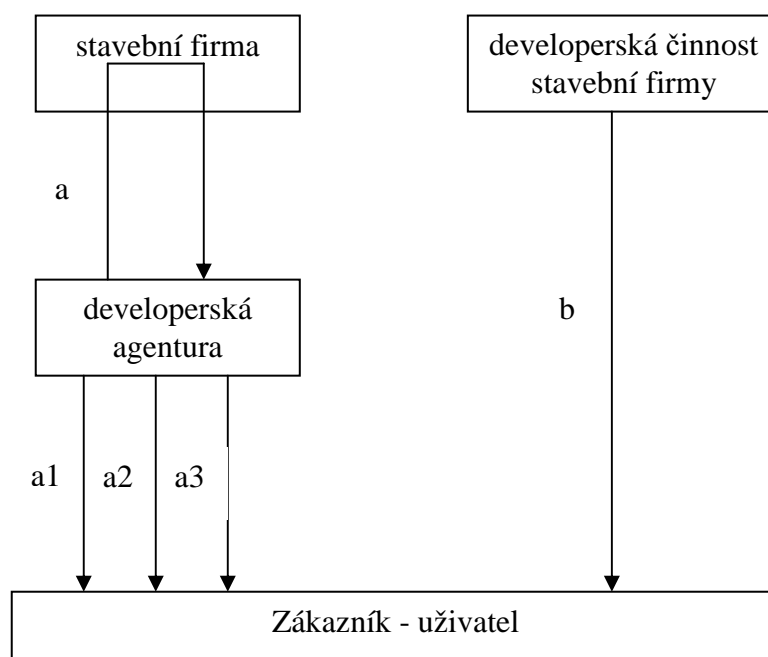 stavební firma
developerská činnost
stavební firmy
a
developerská
agentura
b
a1
a2
a3
Zákazník - uživatel